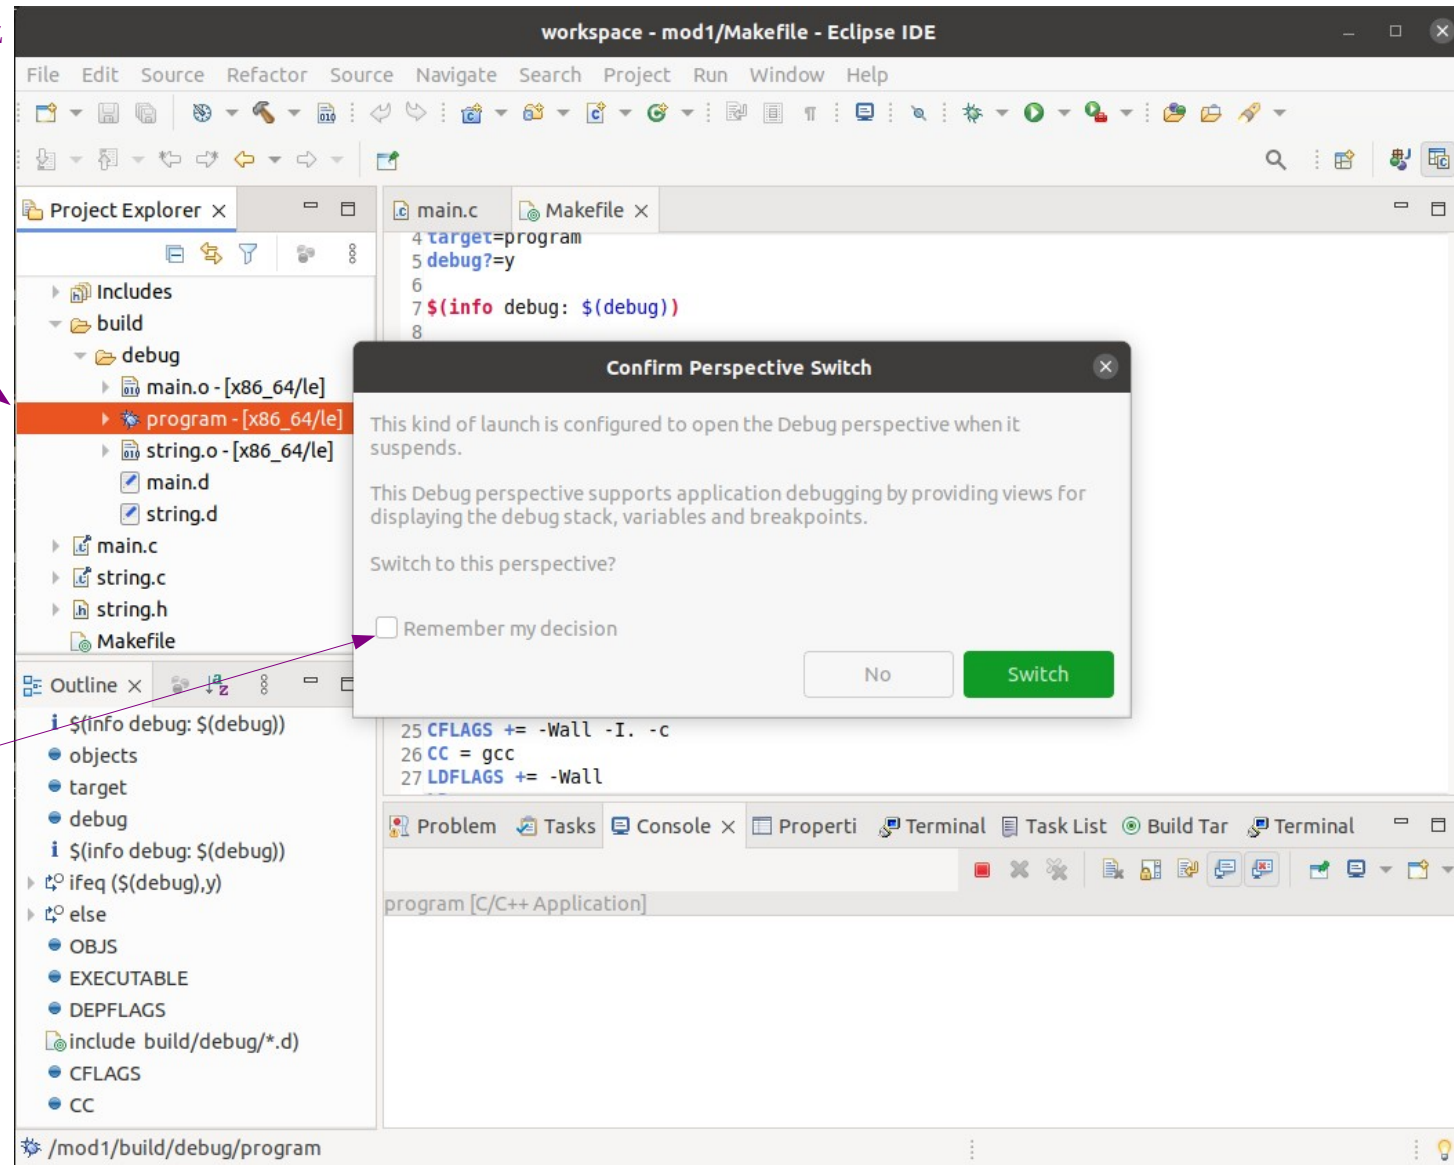 workspace - mod1/Makefile - Eclipse IDE
File Edit Source Refactor Source Navigate Search Project Run Window Help
Project Explorer
main.c Makefile
4 target=program
5 debug?=y
6
7 $(info debug: $(debug))
8
Includes
build
debug
main.o - [x86_64/le]
program - [x86_64/le]
string.o - [x86_64/le]
main.d
string.d
main.c
string.c
string.h
Makefile
Confirm Perspective Switch
This kind of launch is configured to open the Debug perspective when it
suspends.
This Debug perspective supports application debugging by providing views for
displaying the debug stack, variables and breakpoints.
Switch to this perspective?
Remember my decision
No Switch
25 CFLAGS += -Wall -I. -c
26 CC = gcc
27 LDFLAGS += -Wall
Outline
$(info debug: $(debug))
objects
target
debug
$(info debug: $(debug))
ifeq ($(debug),y)
else
OBJS
EXECUTABLE
DEPFLAGS
include build/debug/*.d)
CFLAGS
CC
Problem Tasks Console Properti Terminal Task List Build Tar Terminal
program [C/C++ Application]
/mod1/build/debug/program